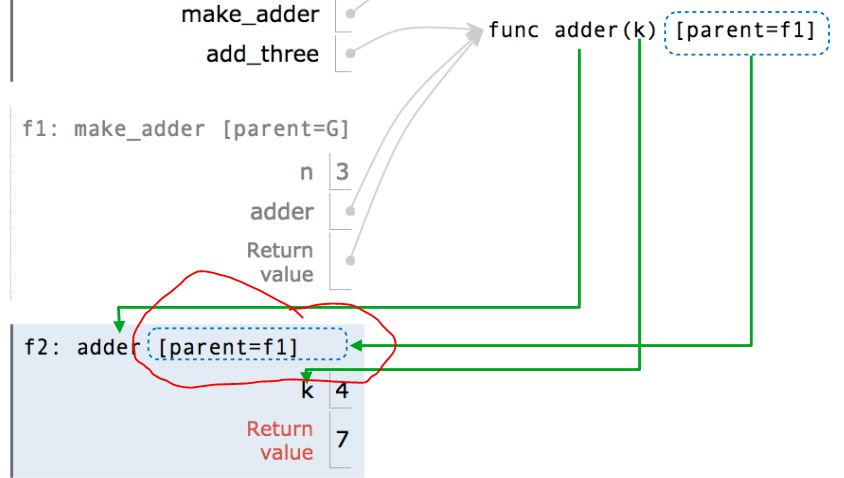 make_adder
func adder(k) [parent=f1]
add_three
f1: make_adder [parent=G]
n 3
adder
Return
value
f2: adder [parent=f1]
k 4
Return
value 7